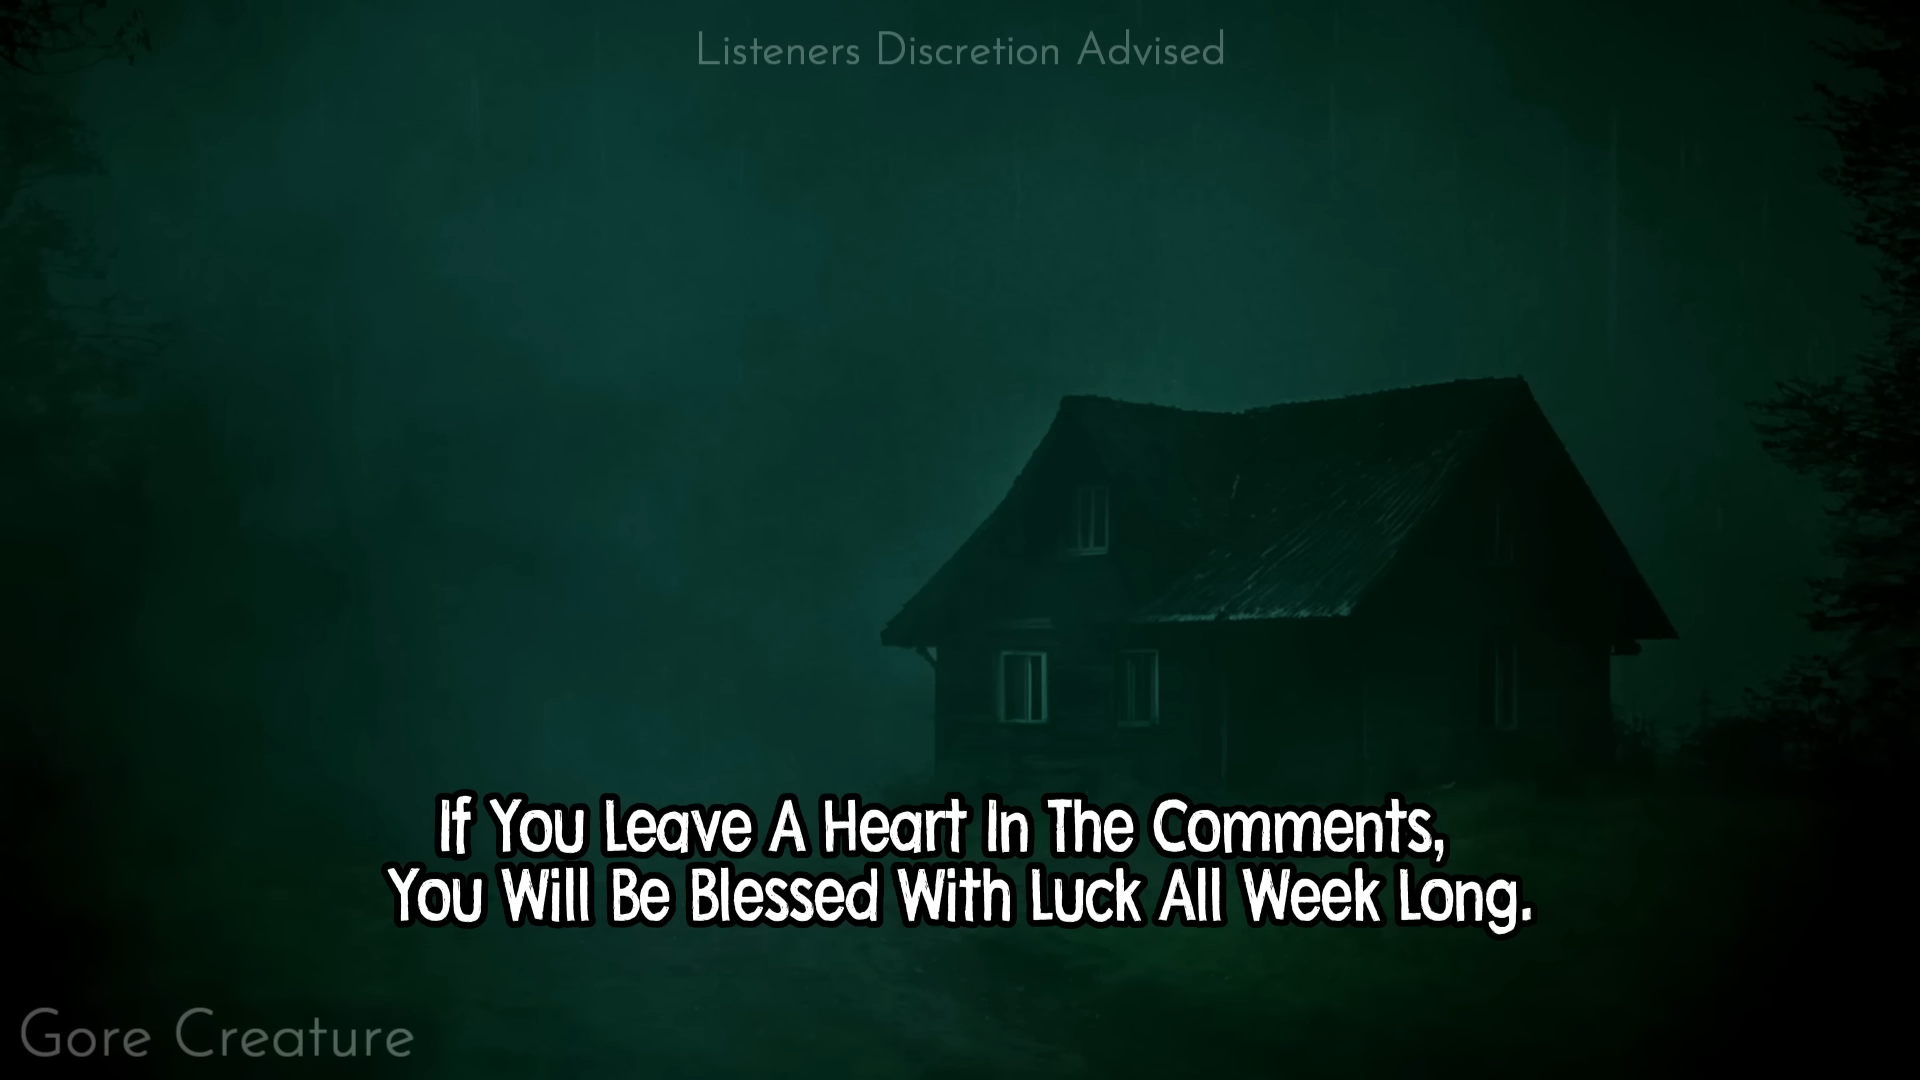 Listeners Discretion Advised
If You Leave A Heart In The Comments,
You Will Be Blessed With Luck All Week Long.
Gore Creature